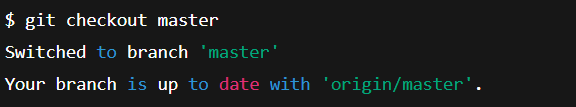 $ git checkout master
Switched to branch 'master'
Your branch is up to date with 'origin/master'.